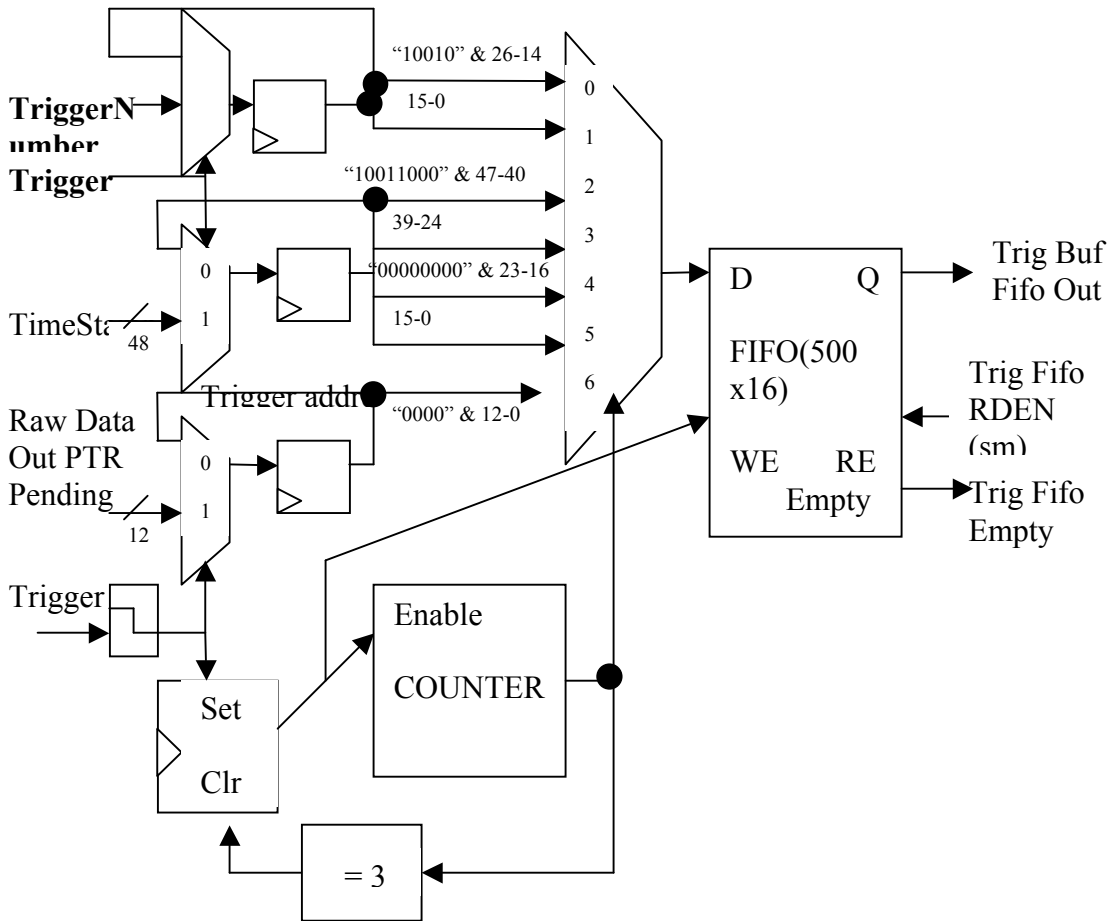 “10010” & 26-14
0
15-0
TriggerN
umber
1
Trigger
“10011000” & 47-40
2
39-24
3
0
“00000000” & 23-16
4
1
TimeSta
48
15-0
5
6
Trigger addre
“0000” & 12-0
Raw Data
Out PTR
Pending
0
1
12
D
Q
FIFO(500
x16)
WE
RE
Empty
Trig Buf
Fifo Out
Trig Fifo
RDEN
(sm)
Trig Fifo
Empty
Trigger
Enable
COUNTER
Set
Clr
= 3